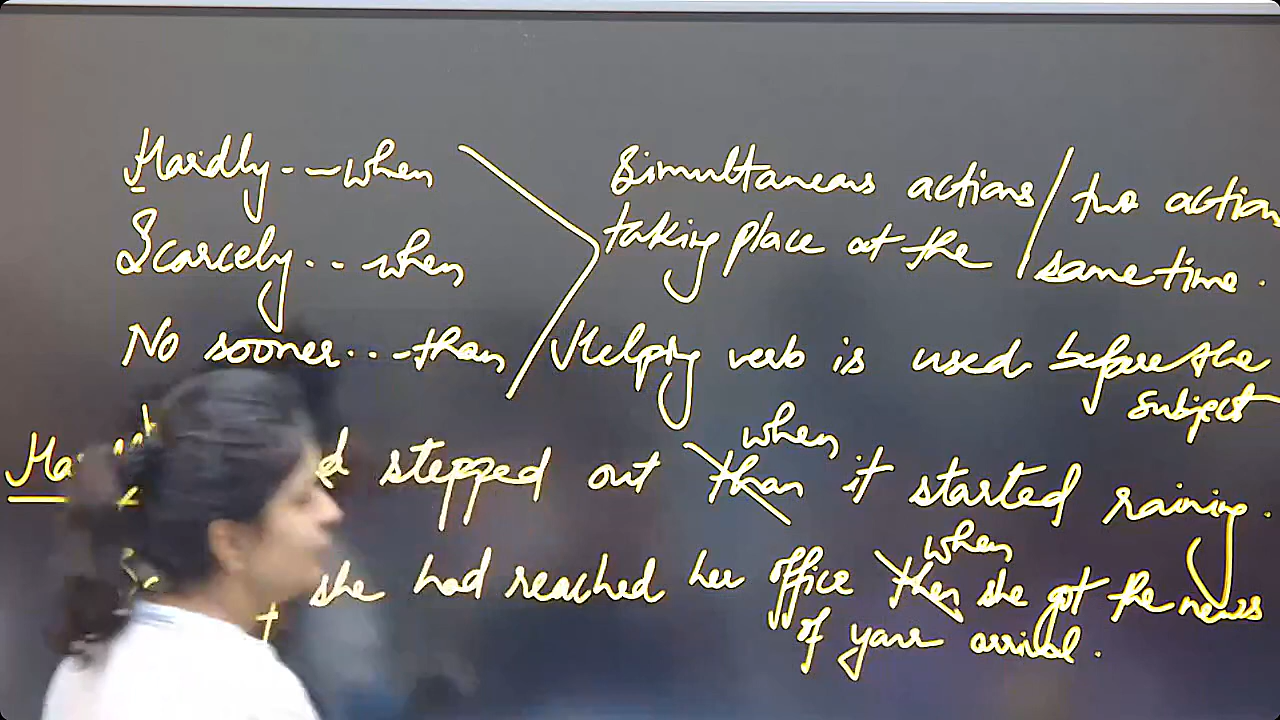 Hardly - - when
Simultaneous actions / two action
Scarcely . . - when
taking place at the / same time .
No sooner . . . - than
Helping verb is used before the
subject
when
stepped out than it started raining .
when
she had reached her office then she got the news
of your arrival .